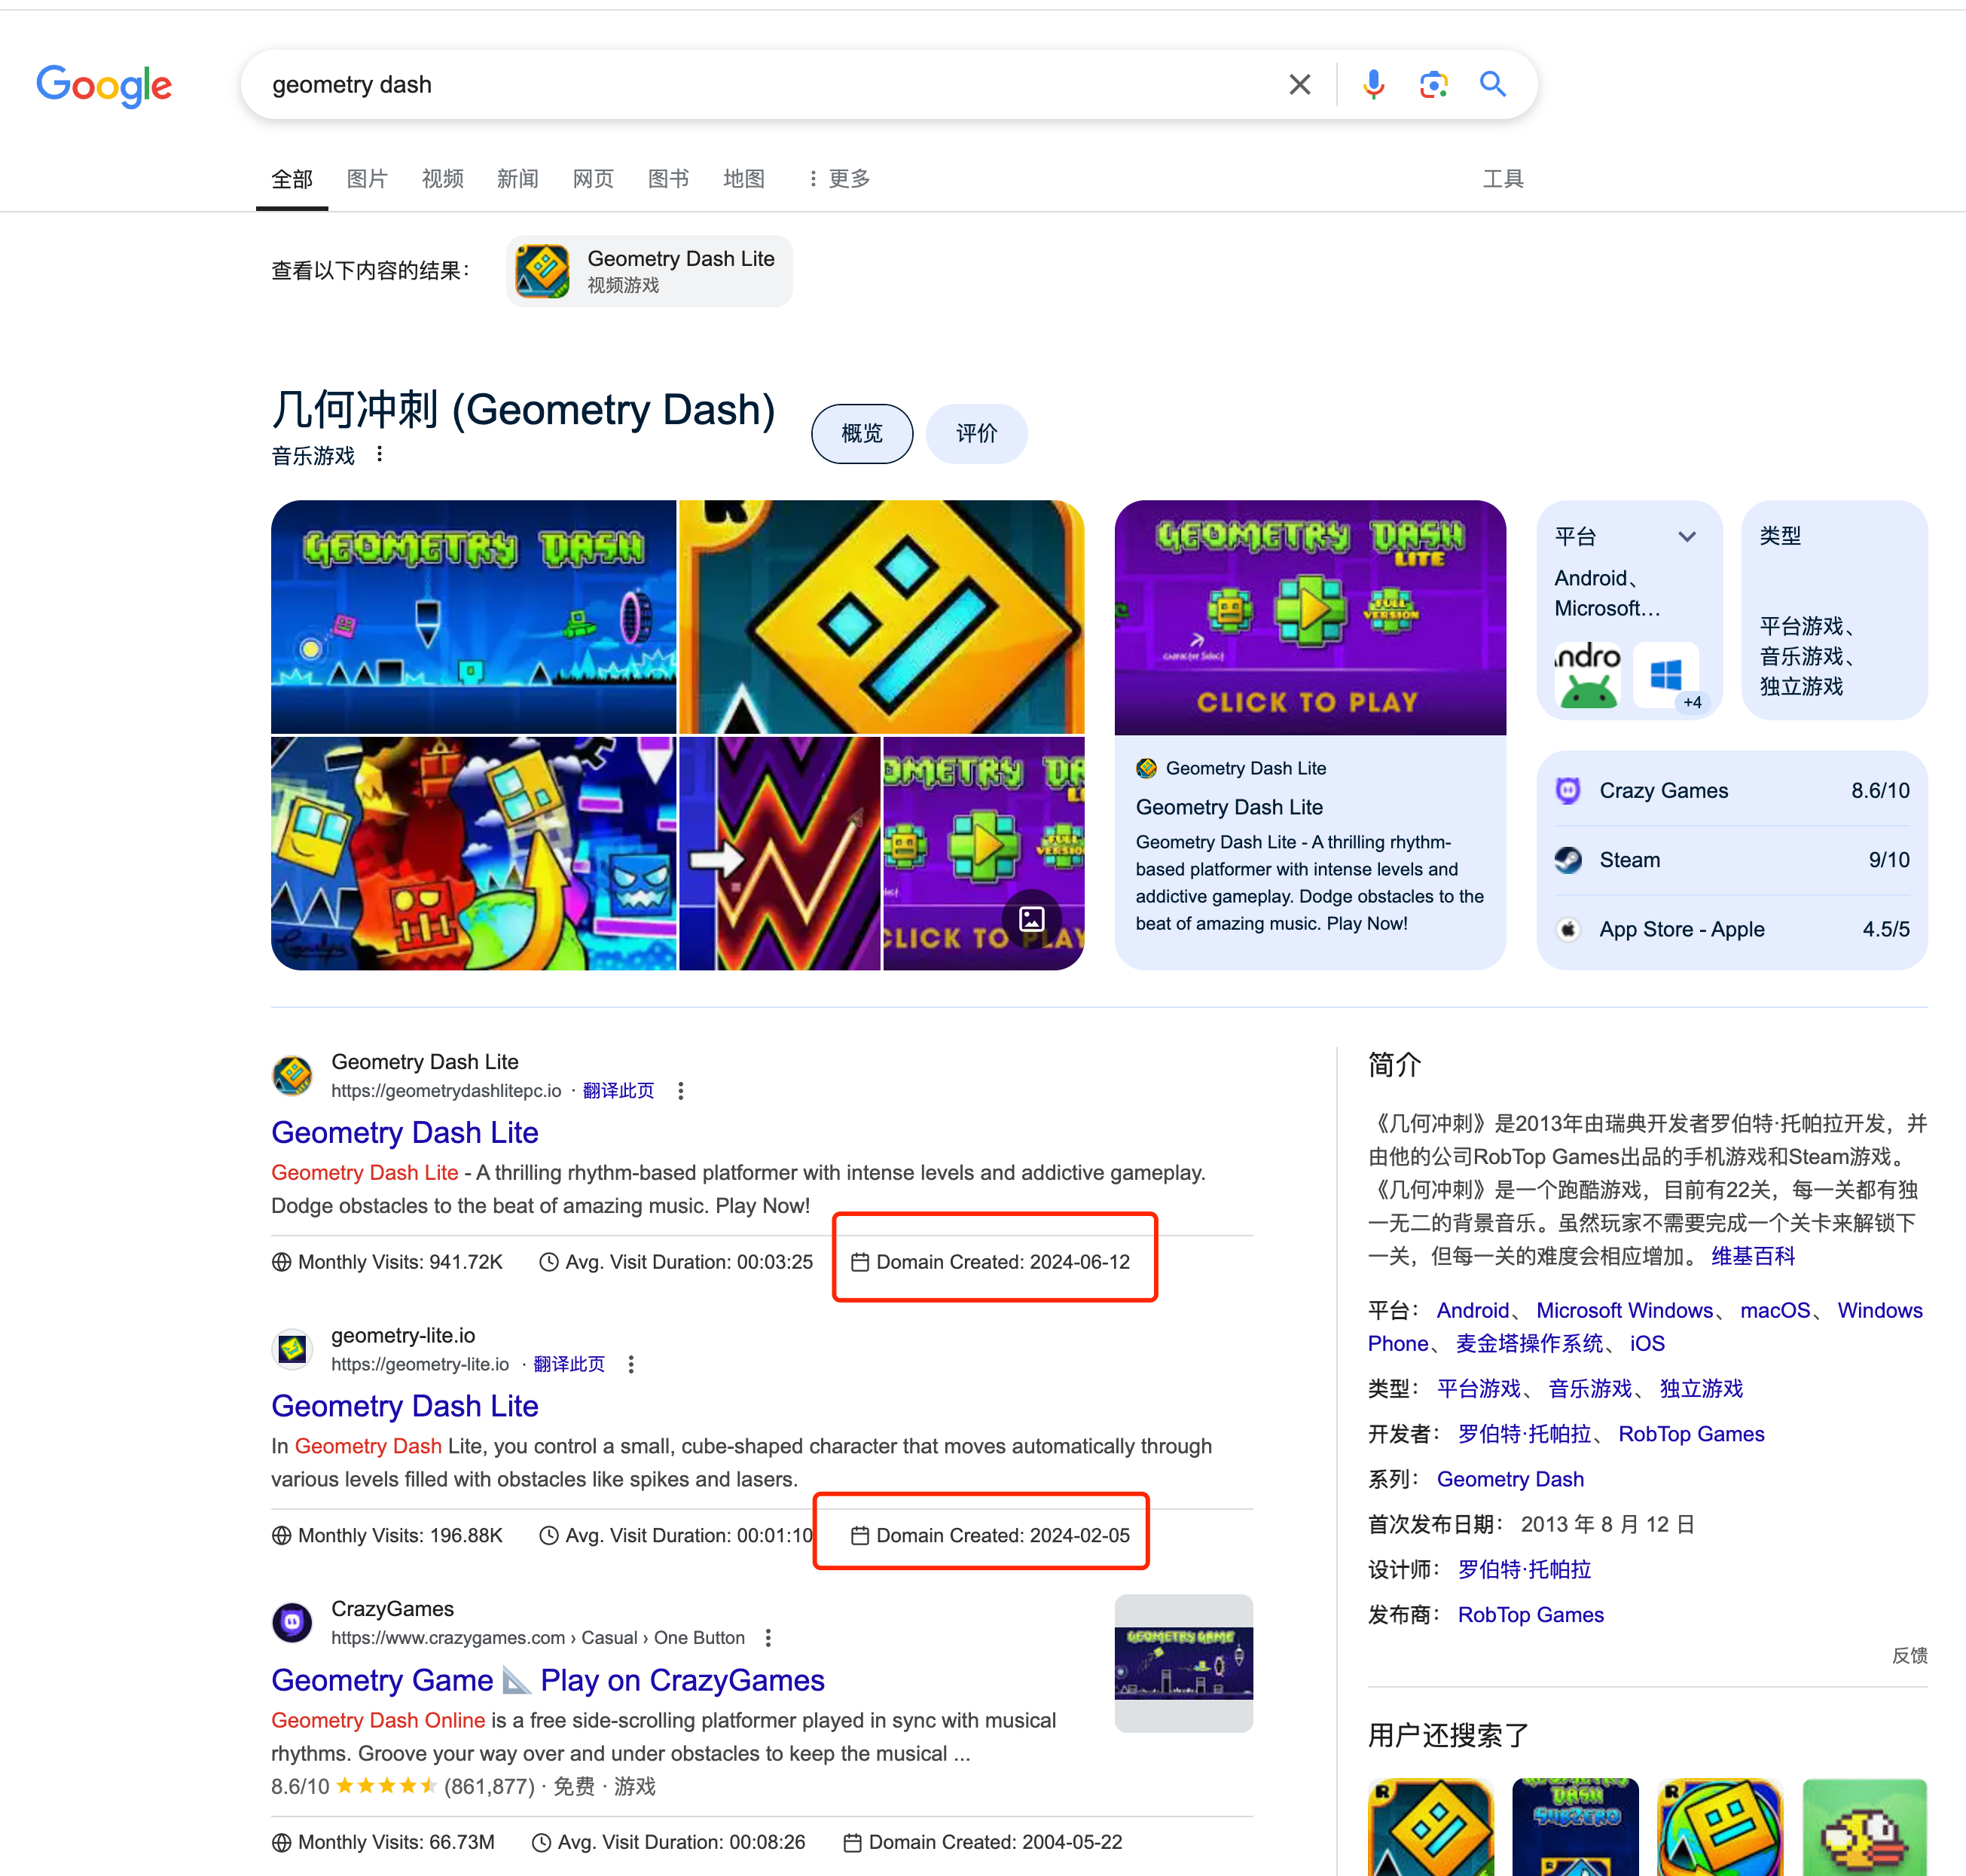 Google
geometry dash
全部 图片 视频 新闻 网页 图书 地图 更多 工具
查看以下内容的结果：
Geometry Dash Lite
视频游戏
几何冲刺 (Geometry Dash)
音乐游戏
概览 评价
GEOMETRY DASH
R
OMETRY DA
CLICK TO PLAY
GEOMETRY DASH
LITE
FULL VERSION
Character Select
CLICK TO PLAY
Geometry Dash Lite
Geometry Dash Lite
Geometry Dash Lite - A thrilling rhythm-
based platformer with intense levels and
addictive gameplay. Dodge obstacles to the
beat of amazing music. Play Now!
平台
Android、
Microsoft…
ndro
+4
类型
平台游戏、
音乐游戏、
独立游戏
Crazy Games 8.6/10
Steam 9/10
App Store - Apple 4.5/5
Geometry Dash Lite
https://geometrydashlitepc.io · 翻译此页
Geometry Dash Lite
Geometry Dash Lite - A thrilling rhythm-based platformer with intense levels and addictive gameplay.
Dodge obstacles to the beat of amazing music. Play Now!
Monthly Visits: 941.72K Avg. Visit Duration: 00:03:25 Domain Created: 2024-06-12
geometry-lite.io
https://geometry-lite.io · 翻译此页
Geometry Dash Lite
In Geometry Dash Lite, you control a small, cube-shaped character that moves automatically through
various levels filled with obstacles like spikes and lasers.
Monthly Visits: 196.88K Avg. Visit Duration: 00:01:10 Domain Created: 2024-02-05
CrazyGames
https://www.crazygames.com › Casual › One Button
Geometry Game 📐 Play on CrazyGames
Geometry Dash Online is a free side-scrolling platformer played in sync with musical
rhythms. Groove your way over and under obstacles to keep the musical ...
8.6/10 (861,877) · 免费 · 游戏
GEOMETRY GAME
Monthly Visits: 66.73M Avg. Visit Duration: 00:08:26 Domain Created: 2004-05-22
简介
《几何冲刺》是2013年由瑞典开发者罗伯特·托帕拉开发，并
由他的公司RobTop Games出品的手机游戏和Steam游戏。
《几何冲刺》是一个跑酷游戏，目前有22关，每一关都有独
一无二的背景音乐。虽然玩家不需要完成一个关卡来解锁下
一关，但每一关的难度会相应增加。 维基百科
平台： Android、 Microsoft Windows、 macOS、 Windows
Phone、 麦金塔操作系统、 iOS
类型： 平台游戏、 音乐游戏、 独立游戏
开发者： 罗伯特·托帕拉、 RobTop Games
系列： Geometry Dash
首次发布日期： 2013 年 8 月 12 日
设计师： 罗伯特·托帕拉
发布商： RobTop Games
反馈
用户还搜索了
R
GEOMETRY DASH
SUBZERO
R